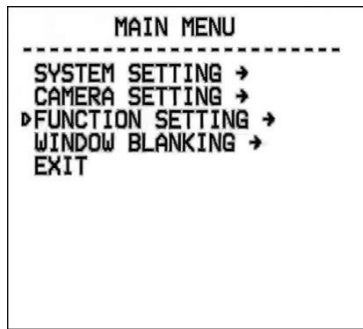 MAIN MENU
------------------------
SYSTEM SETTING →
CAMERA SETTING →
▷FUNCTION SETTING →
WINDOW BLANKING →
EXIT